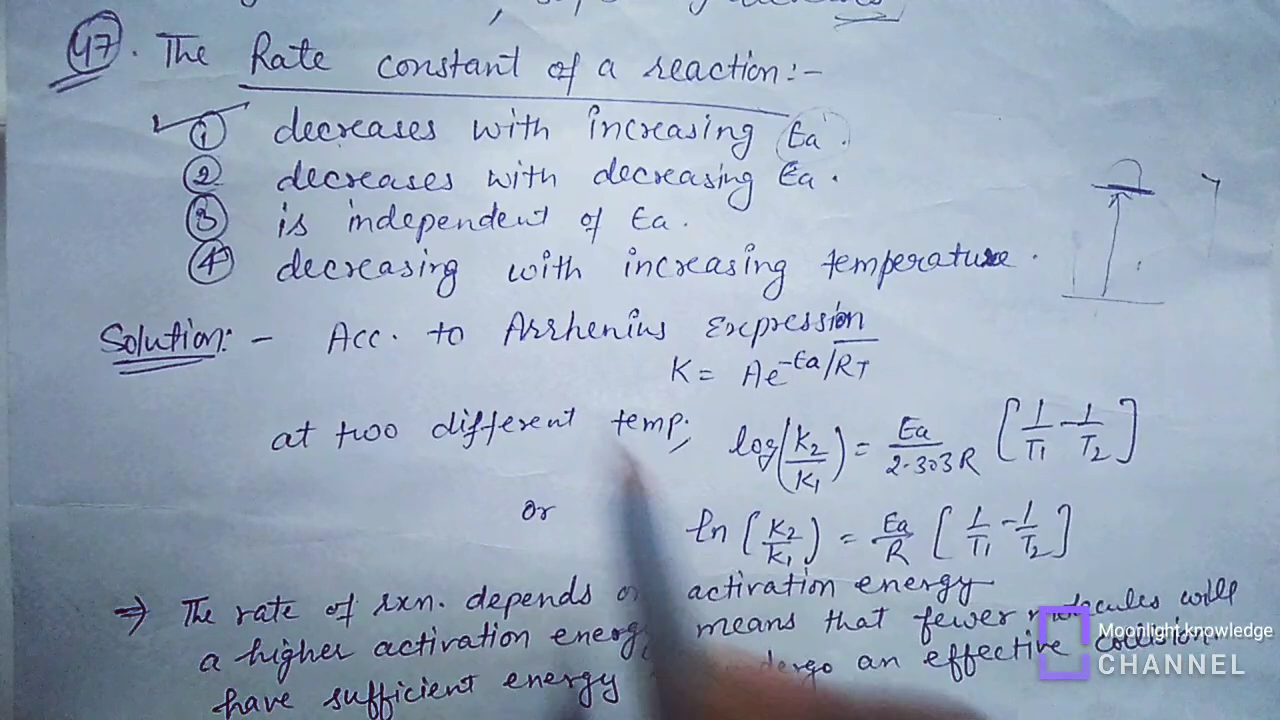 47. The Rate constant of a reaction:-
1 decreases with increasing Ea.
2 decreases with decreasing Ea.
3 is independent of Ea.
4 decreasing with increasing temperature.
Solution:- Acc. to Arrhenius Expression
K = Ae^-Ea/RT
at two different temp; log(K2/K1) = Ea/2.303R [1/T1 - 1/T2]
or ln(K2/K1) = Ea/R [1/T1 - 1/T2]
⇒ The rate of rxn. depends activation energy
a higher activation energy means that fewer molecules will
have sufficient energy undergo an effective collision.
Moonlight.knowledge
CHANNEL